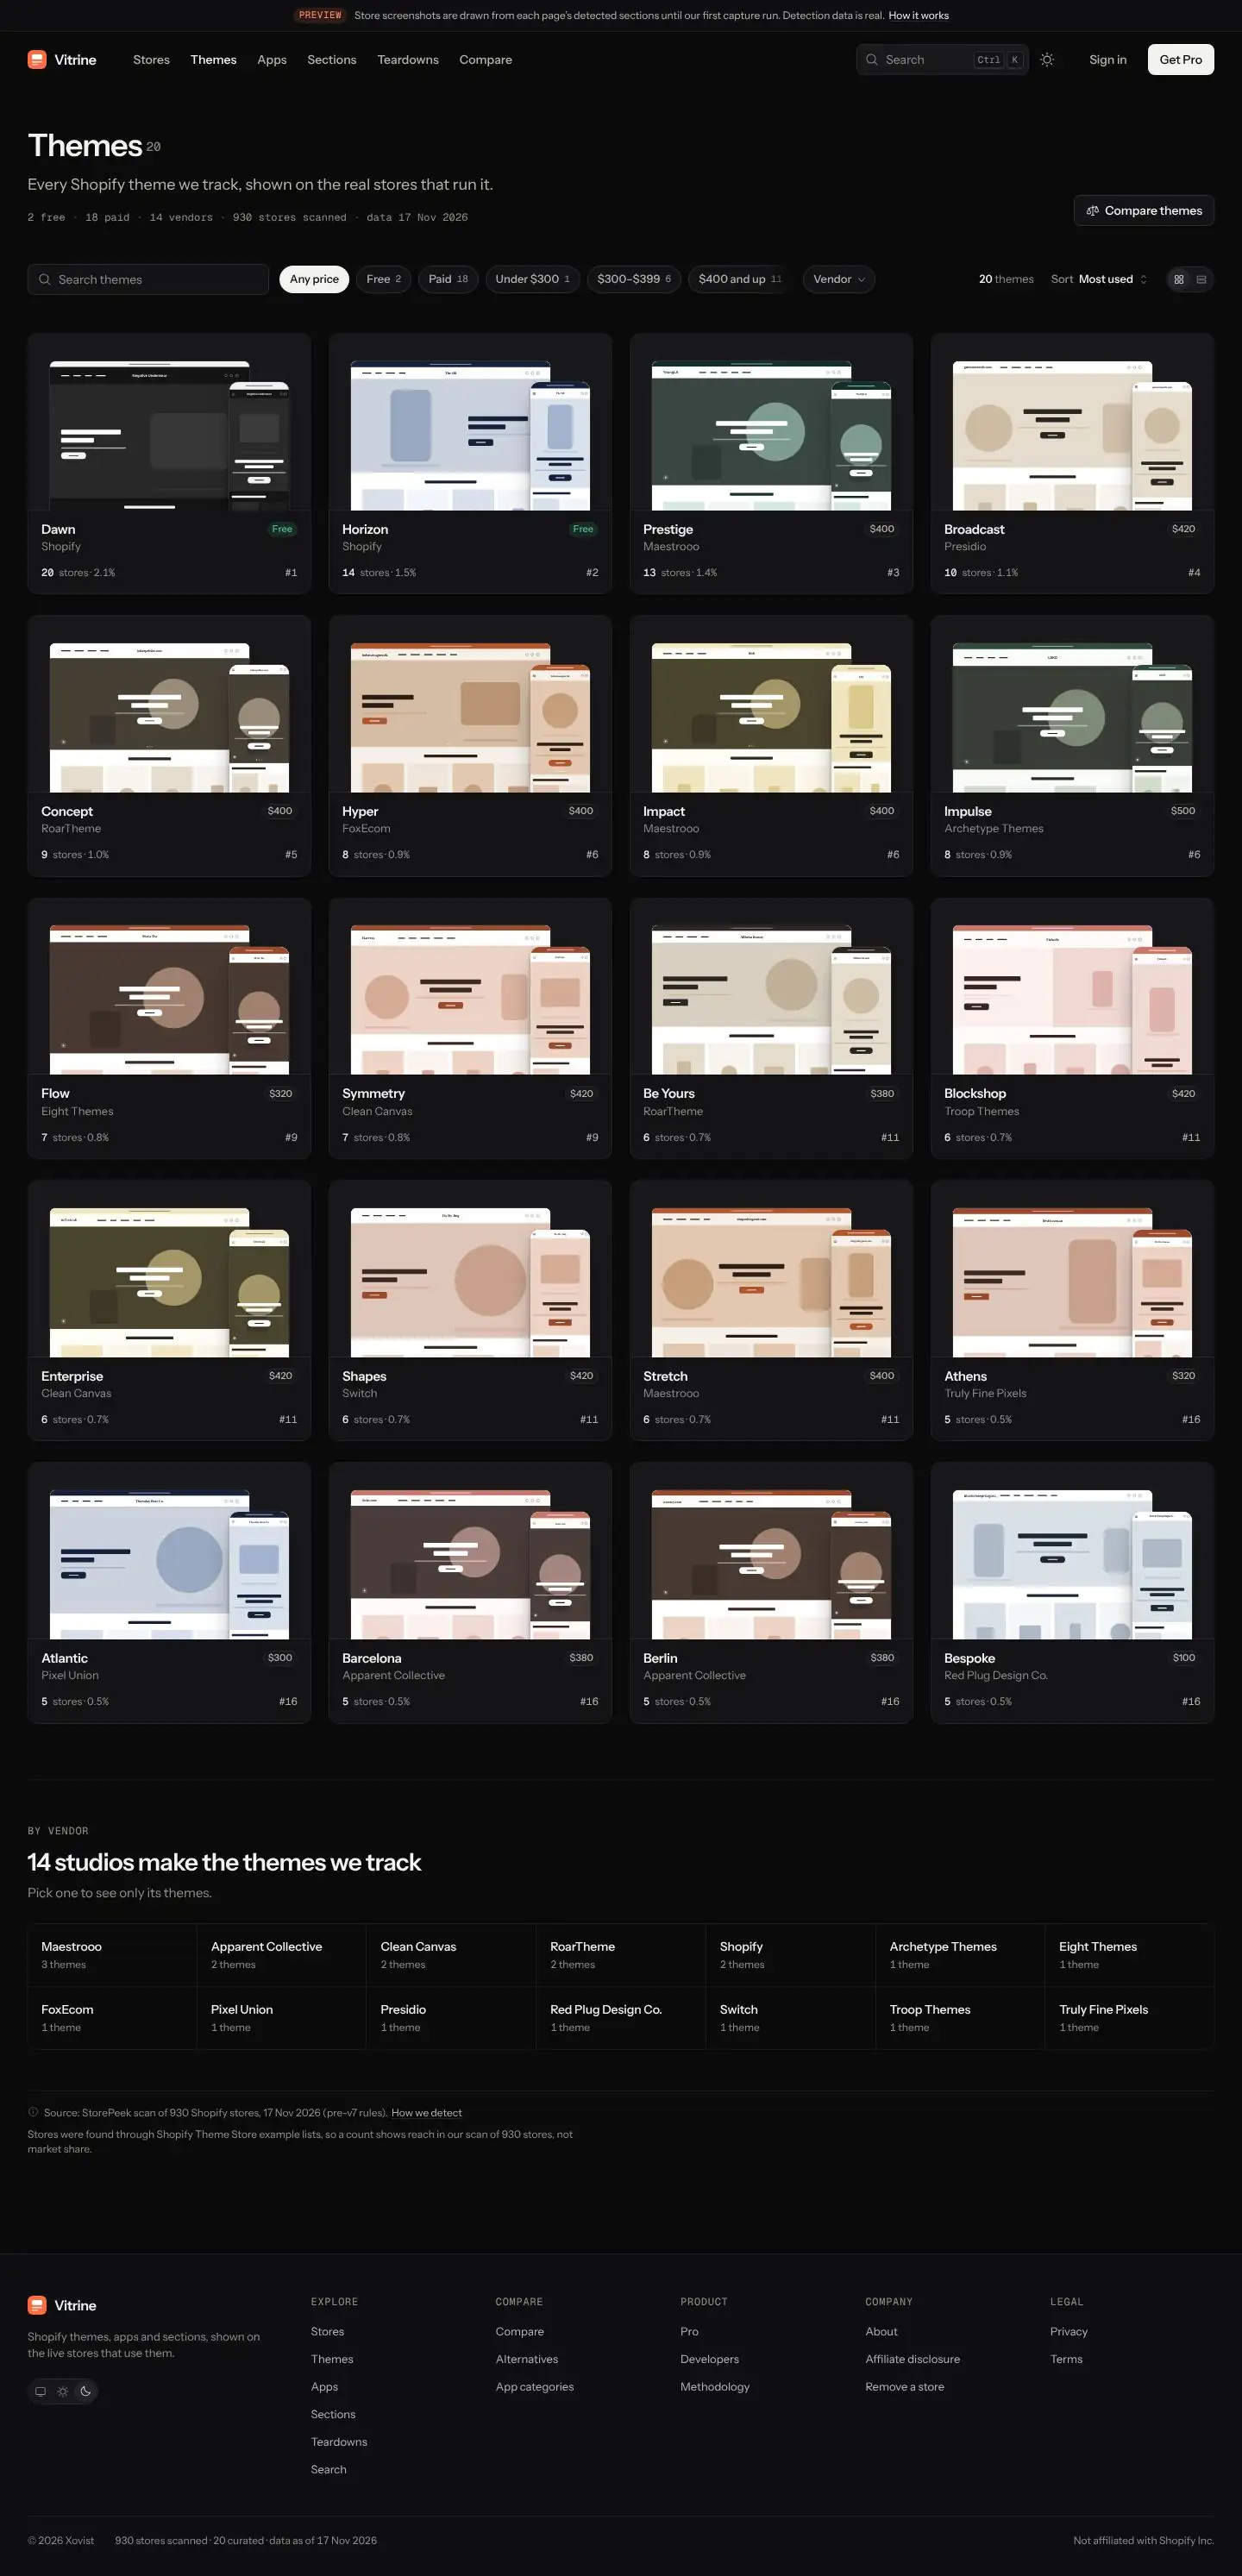 PREVIEW Store screenshots are drawn from each page's detected sections until our first capture run. Detection data is real. How it works
Vitrine Stores Themes Apps Sections Teardowns Compare Search Ctrl K Sign in Get Pro
Themes 20
Every Shopify theme we track, shown on the real stores that run it.
2 free · 18 paid · 14 vendors · 930 stores scanned · data 17 Nov 2026
Compare themes
Search themes Any price Free 2 Paid 18 Under $300 1 $300–$399 6 $400 and up 11 Vendor 20 themes Sort Most used
Dawn Free
Shopify
20 stores · 2.1% #1
Horizon Free
Shopify
14 stores · 1.5% #2
Prestige $400
Maestrooo
13 stores · 1.4% #3
Broadcast $420
Presidio
10 stores · 1.1% #4
Concept $400
RoarTheme
9 stores · 1.0% #5
Hyper $400
FoxEcom
8 stores · 0.9% #6
Impact $400
Maestrooo
8 stores · 0.9% #6
Impulse $500
Archetype Themes
8 stores · 0.9% #6
Flow $320
Eight Themes
7 stores · 0.8% #9
Symmetry $420
Clean Canvas
7 stores · 0.8% #9
Be Yours $380
RoarTheme
6 stores · 0.7% #11
Blockshop $420
Troop Themes
6 stores · 0.7% #11
Enterprise $420
Clean Canvas
6 stores · 0.7% #11
Shapes $420
Switch
6 stores · 0.7% #11
Stretch $400
Maestrooo
6 stores · 0.7% #11
Athens $320
Truly Fine Pixels
5 stores · 0.5% #16
Atlantic $300
Pixel Union
5 stores · 0.5% #16
Barcelona $380
Apparent Collective
5 stores · 0.5% #16
Berlin $380
Apparent Collective
5 stores · 0.5% #16
Bespoke $100
Red Plug Design Co.
5 stores · 0.5% #16
BY VENDOR
14 studios make the themes we track
Pick one to see only its themes.
Maestrooo Apparent Collective Clean Canvas RoarTheme Shopify Archetype Themes Eight Themes
3 themes 2 themes 2 themes 2 themes 2 themes 1 theme 1 theme
FoxEcom Pixel Union Presidio Red Plug Design Co. Switch Troop Themes Truly Fine Pixels
1 theme 1 theme 1 theme 1 theme 1 theme 1 theme 1 theme
Source: StorePeek scan of 930 Shopify stores, 17 Nov 2026 (pre-v7 rules). How we detect
Stores were found through Shopify Theme Store example lists, so a count shows reach in our scan of 930 stores, not
market share.
Vitrine
Shopify themes, apps and sections, shown on
the live stores that use them.
EXPLORE
Stores
Themes
Apps
Sections
Teardowns
Search
COMPARE
Compare
Alternatives
App categories
PRODUCT
Pro
Developers
Methodology
COMPANY
About
Affiliate disclosure
Remove a store
LEGAL
Privacy
Terms
© 2026 Xovist 930 stores scanned · 20 curated · data as of 17 Nov 2026 Not affiliated with Shopify Inc.